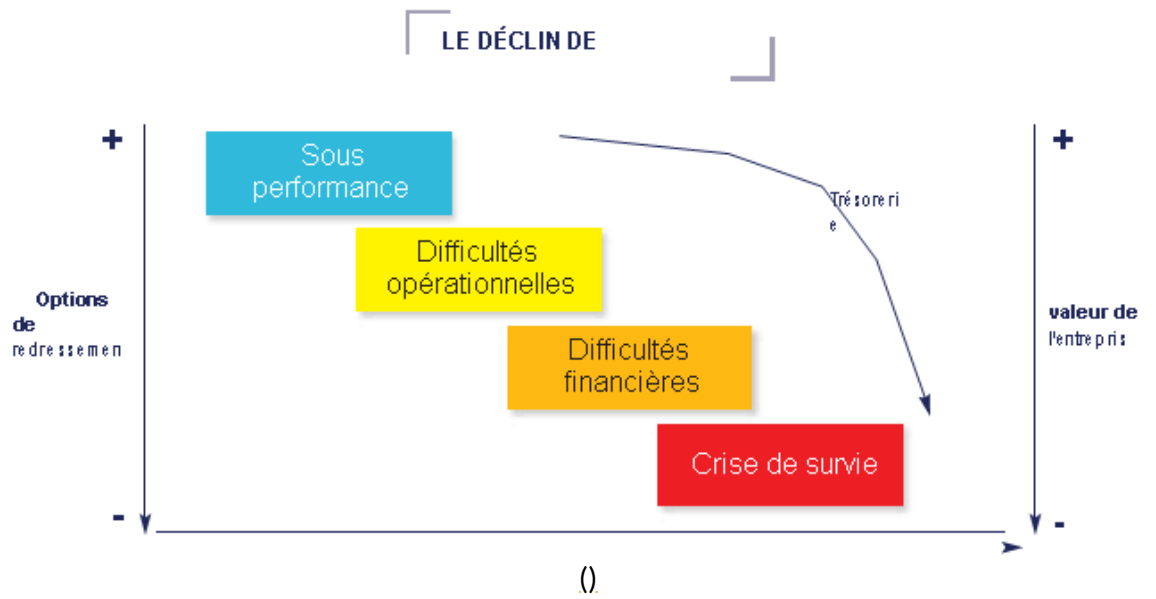 LE DÉCLIN DE
+
+
Sous
performance
Trésoreri
e
Difficultés
opérationnelles
Options
de
redressemen
valeur de
l'entrepris
Difficultés
financières
Crise de survie
-
-
()